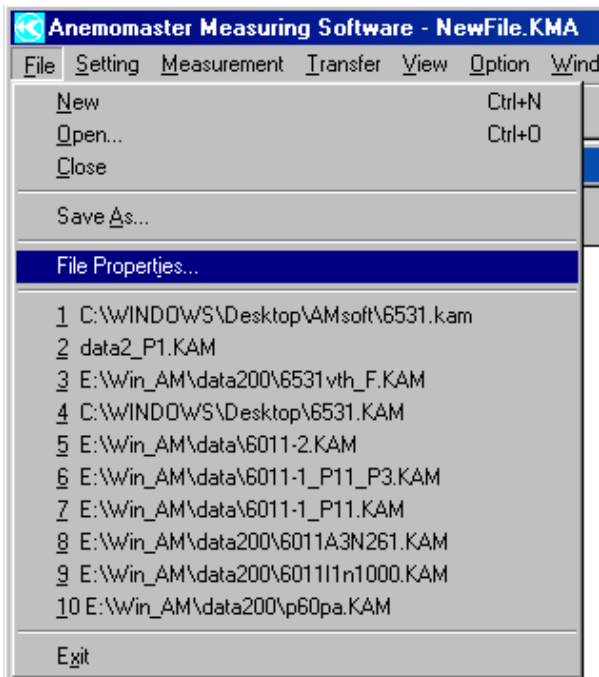 Anemomaster Measuring Software - NewFile.KMA
File Setting Measurement Transfer View Option Wind
New Ctrl+N
Open... Ctrl+O
Close
Save As...
File Properties...
1 C:\WINDOWS\Desktop\AMsoft\6531.kam
2 data2_P1.KAM
3 E:\Win_AM\data200\6531vth_F.KAM
4 C:\WINDOWS\Desktop\6531.KAM
5 E:\Win_AM\data\6011-2.KAM
6 E:\Win_AM\data\6011-1_P11_P3.KAM
7 E:\Win_AM\data\6011-1_P11.KAM
8 E:\Win_AM\data200\6011A3N261.KAM
9 E:\Win_AM\data200\6011I1n1000.KAM
10 E:\Win_AM\data200\p60pa.KAM
Exit